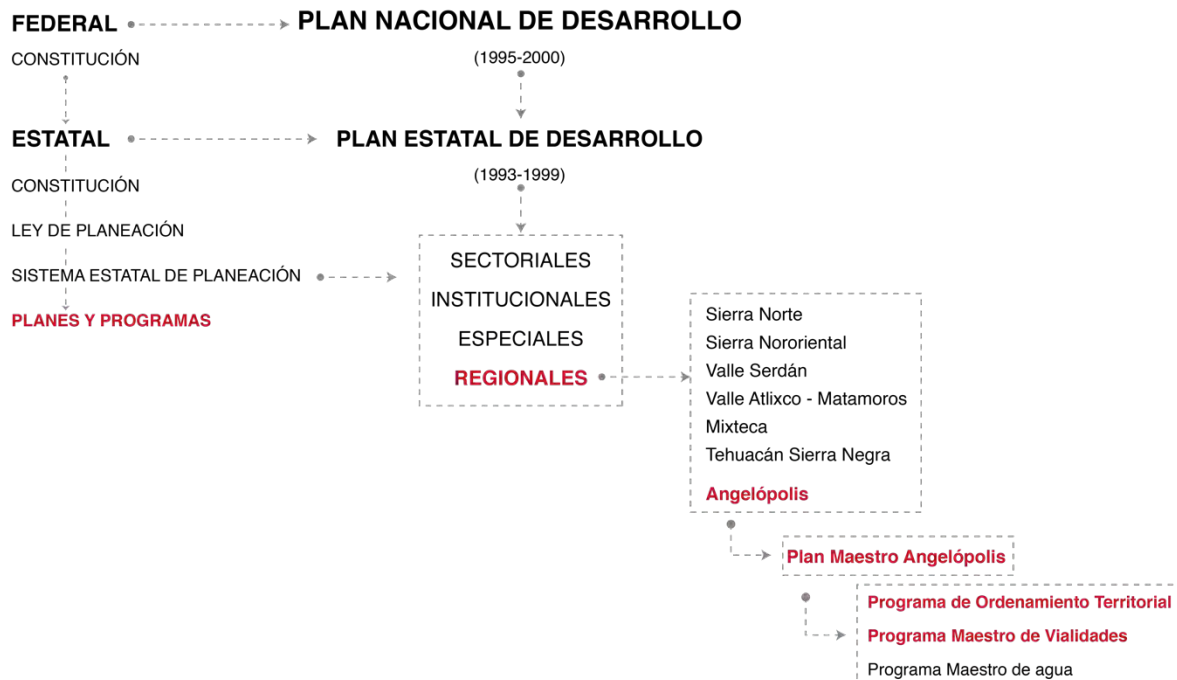 FEDERAL
PLAN NACIONAL DE DESARROLLO
CONSTITUCIÓN
(1995-2000)
ESTATAL
PLAN ESTATAL DE DESARROLLO
CONSTITUCIÓN
(1993-1999)
LEY DE PLANEACIÓN
SISTEMA ESTATAL DE PLANEACIÓN
PLANES Y PROGRAMAS
SECTORIALES
INSTITUCIONALES
ESPECIALES
REGIONALES
Sierra Norte
Sierra Nororiental
Valle Serdán
Valle Atlixco - Matamoros
Mixteca
Tehuacán Sierra Negra
Angelópolis
Plan Maestro Angelópolis
Programa de Ordenamiento Territorial
Programa Maestro de Vialidades
Programa Maestro de agua